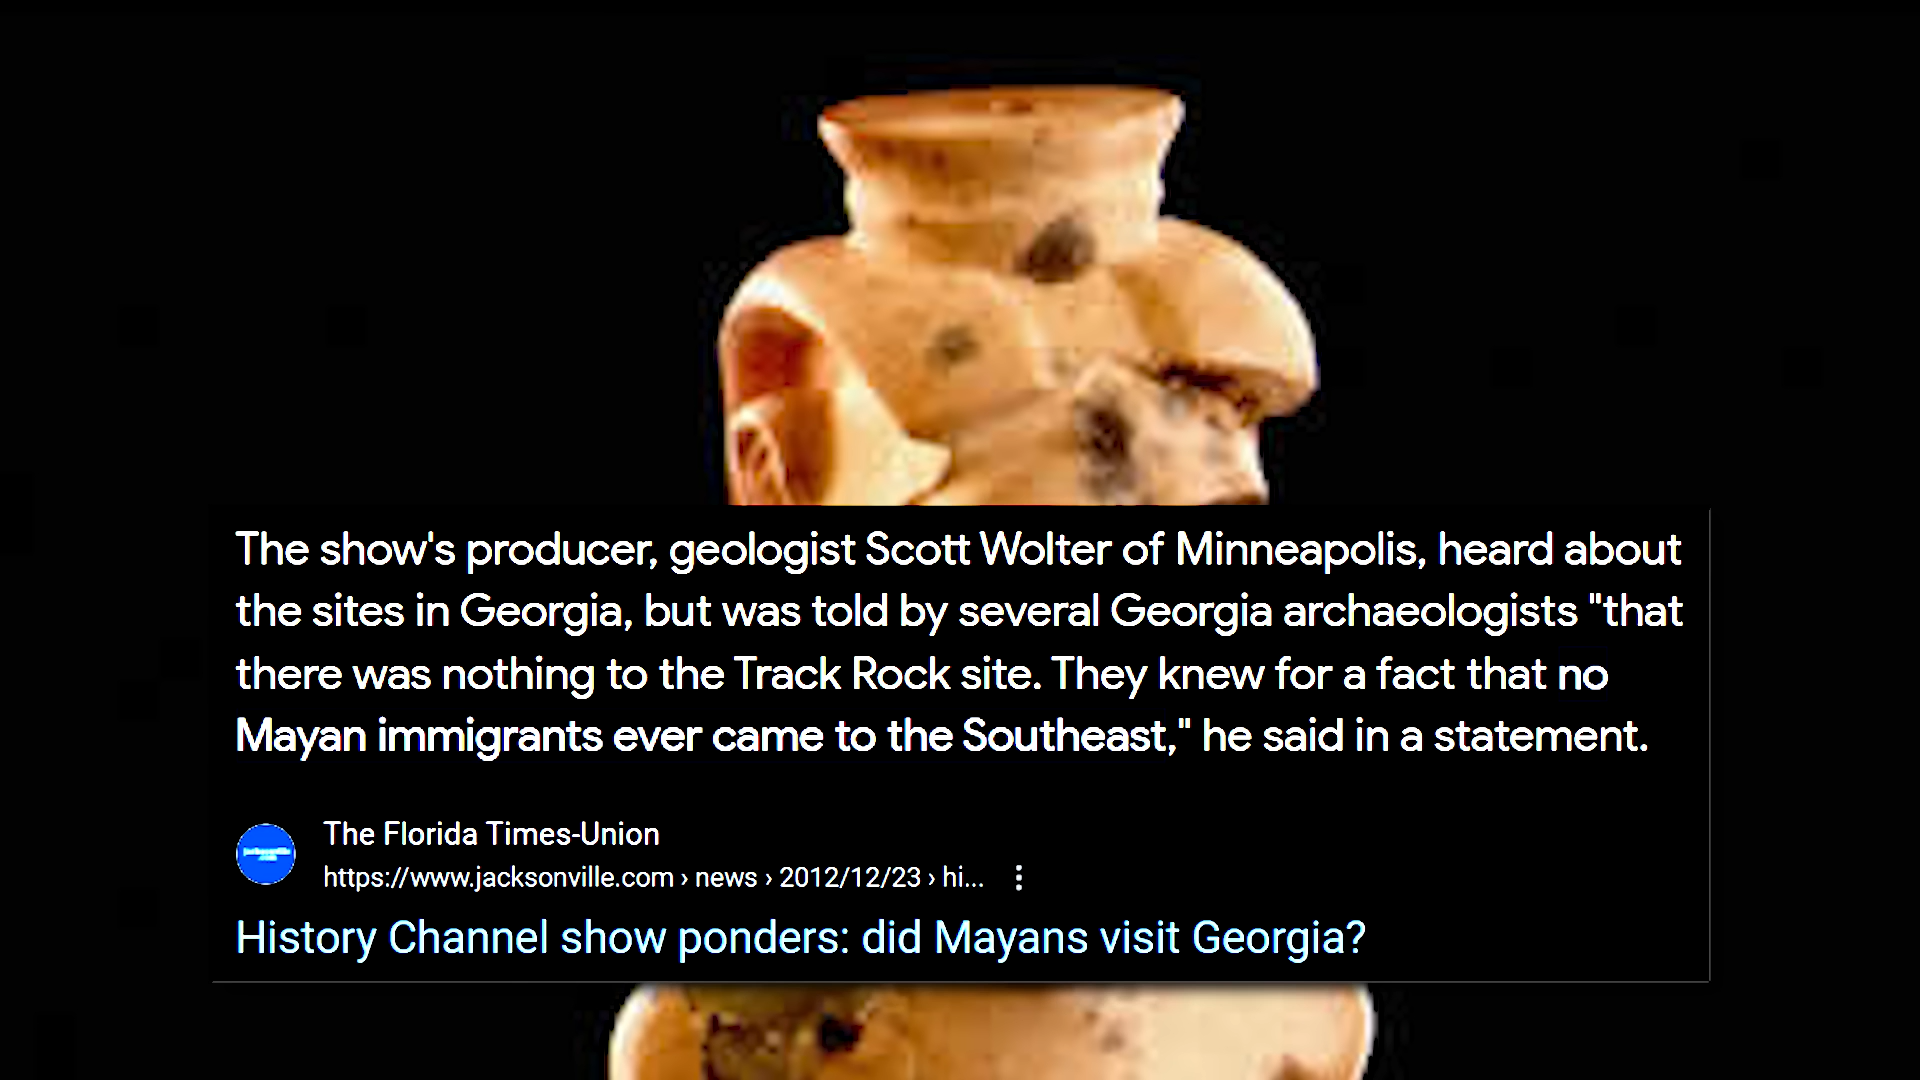 The show's producer, geologist Scott Wolter of Minneapolis, heard about
the sites in Georgia, but was told by several Georgia archaeologists "that
there was nothing to the Track Rock site. They knew for a fact that no
Mayan immigrants ever came to the Southeast," he said in a statement.
The Florida Times-Union
https://www.jacksonville.com › news › 2012/12/23 › hi...
History Channel show ponders: did Mayans visit Georgia?